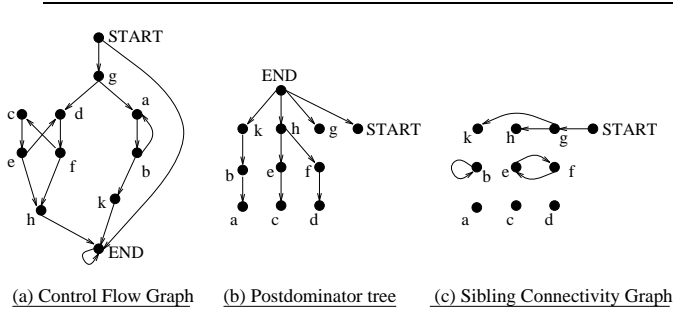 START
g
c
d
a
e
f
b
k
h
END
(a) Control Flow Graph
END
k
h
g
START
b
e
f
a
c
d
(b) Postdominator tree
k
h
g
START
b
e
f
a
c
d
(c) Sibling Connectivity Graph